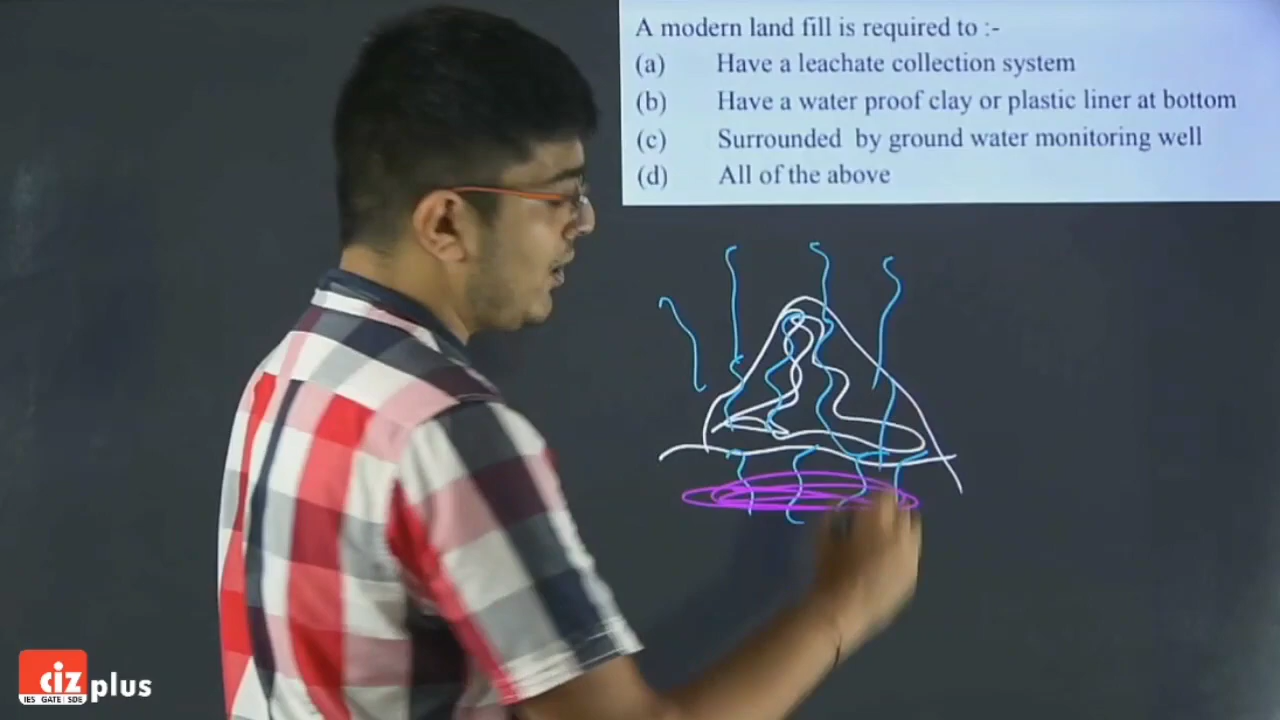 A modern land fill is required to :-
(a) Have a leachate collection system
(b) Have a water proof clay or plastic liner at bottom
(c) Surrounded by ground water monitoring well
(d) All of the above
ciz plus
IES GATE SDE